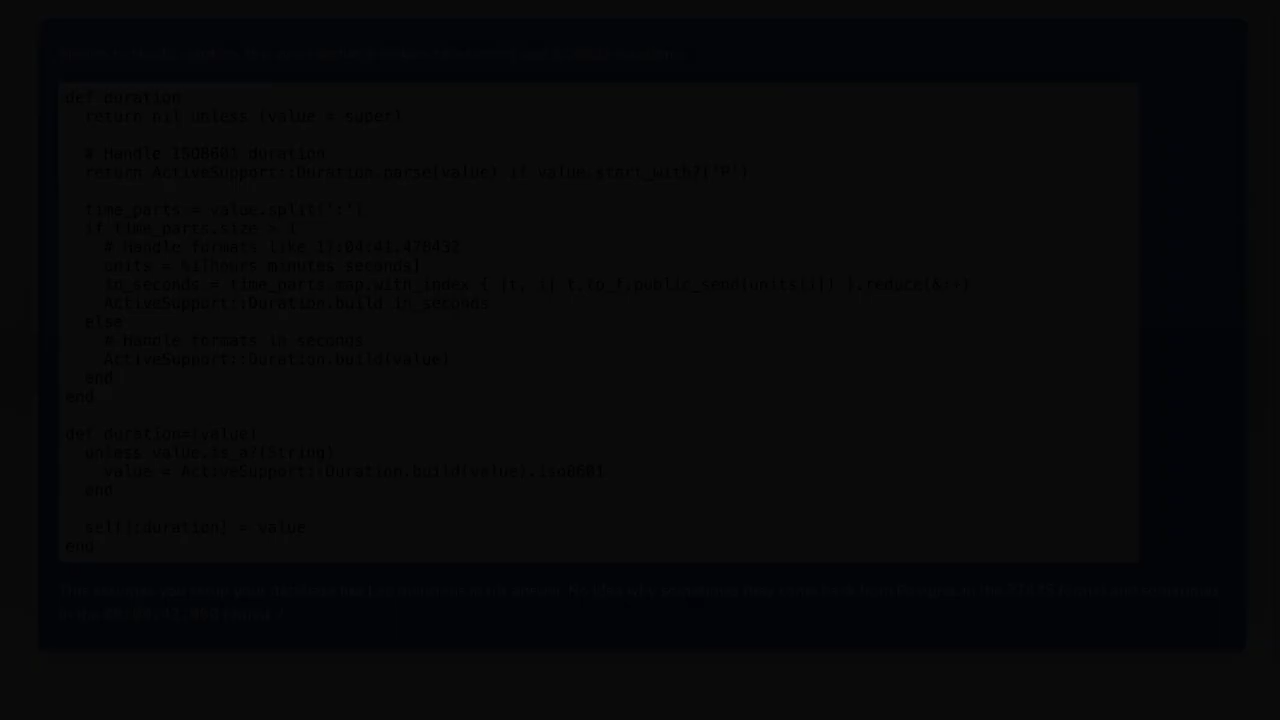 def duration
return nil unless (value = super)
# Handle ISO8601 duration
return ActiveSupport::Duration.parse(value) if value.start_with?('P')
time_parts = value.split(':')
if time_parts.size > 1
# Handle formats like 17:04:41.478432
units = %i[hours minutes seconds]
in_seconds = time_parts.map.with_index { |t, i| t.to_f.public_send(units[i]) }.reduce(&:+)
ActiveSupport::Duration.build in_seconds
else
# Handle formats in seconds
ActiveSupport::Duration.build(value)
end
end
def duration=(value)
unless value.is_a?(String)
value = ActiveSupport::Duration.build(value).iso8601
end
self[:duration] = value
end